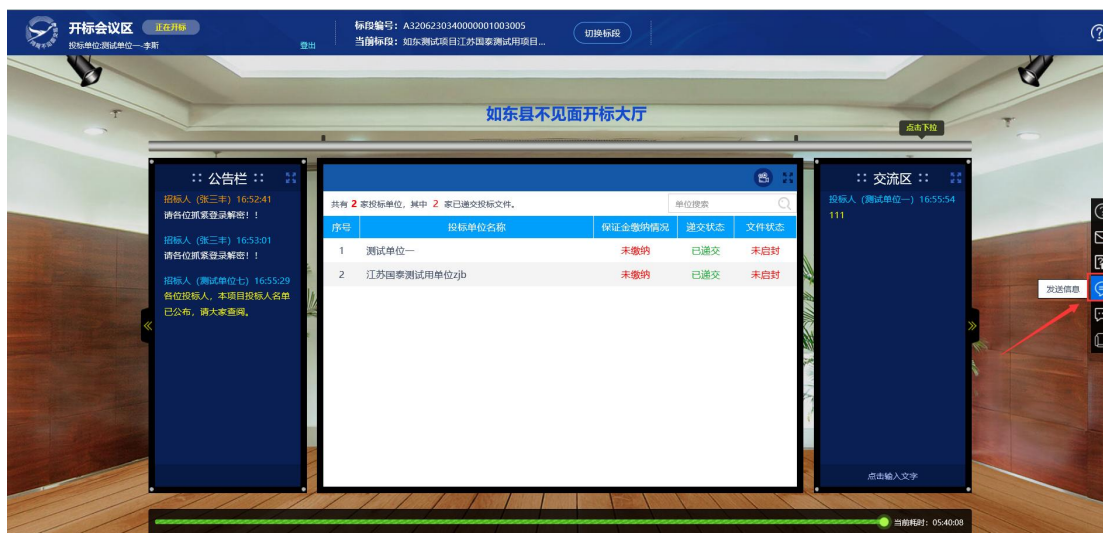 开标会议区 正在开标
投标单位:测试单位一-李斯 登出
标段编号：A3206230340000001003005
当前标段：如东测试项目江苏国泰测试用项目...
切换标段
如东县不见面开标大厅
点击下拉
:: 公告栏 ::
招标人（张三丰）16:52:41
请各位抓紧登录解密！！
招标人（张三丰）16:53:01
请各位抓紧登录解密！！
招标人（测试单位七）16:55:29
各位投标人，本项目投标人名单
已公布，请大家查阅。
共有 2 家投标单位，其中 2 家已递交投标文件。
单位搜索
序号 投标单位名称 保证金缴纳情况 递交状态 文件状态
1 测试单位一 未缴纳 已递交 未启封
2 江苏国泰测试用单位zjb 未缴纳 已递交 未启封
:: 交流区 ::
投标人（测试单位一）16:55:54
111
点击输入文字
发送信息
当前耗时：05:40:08